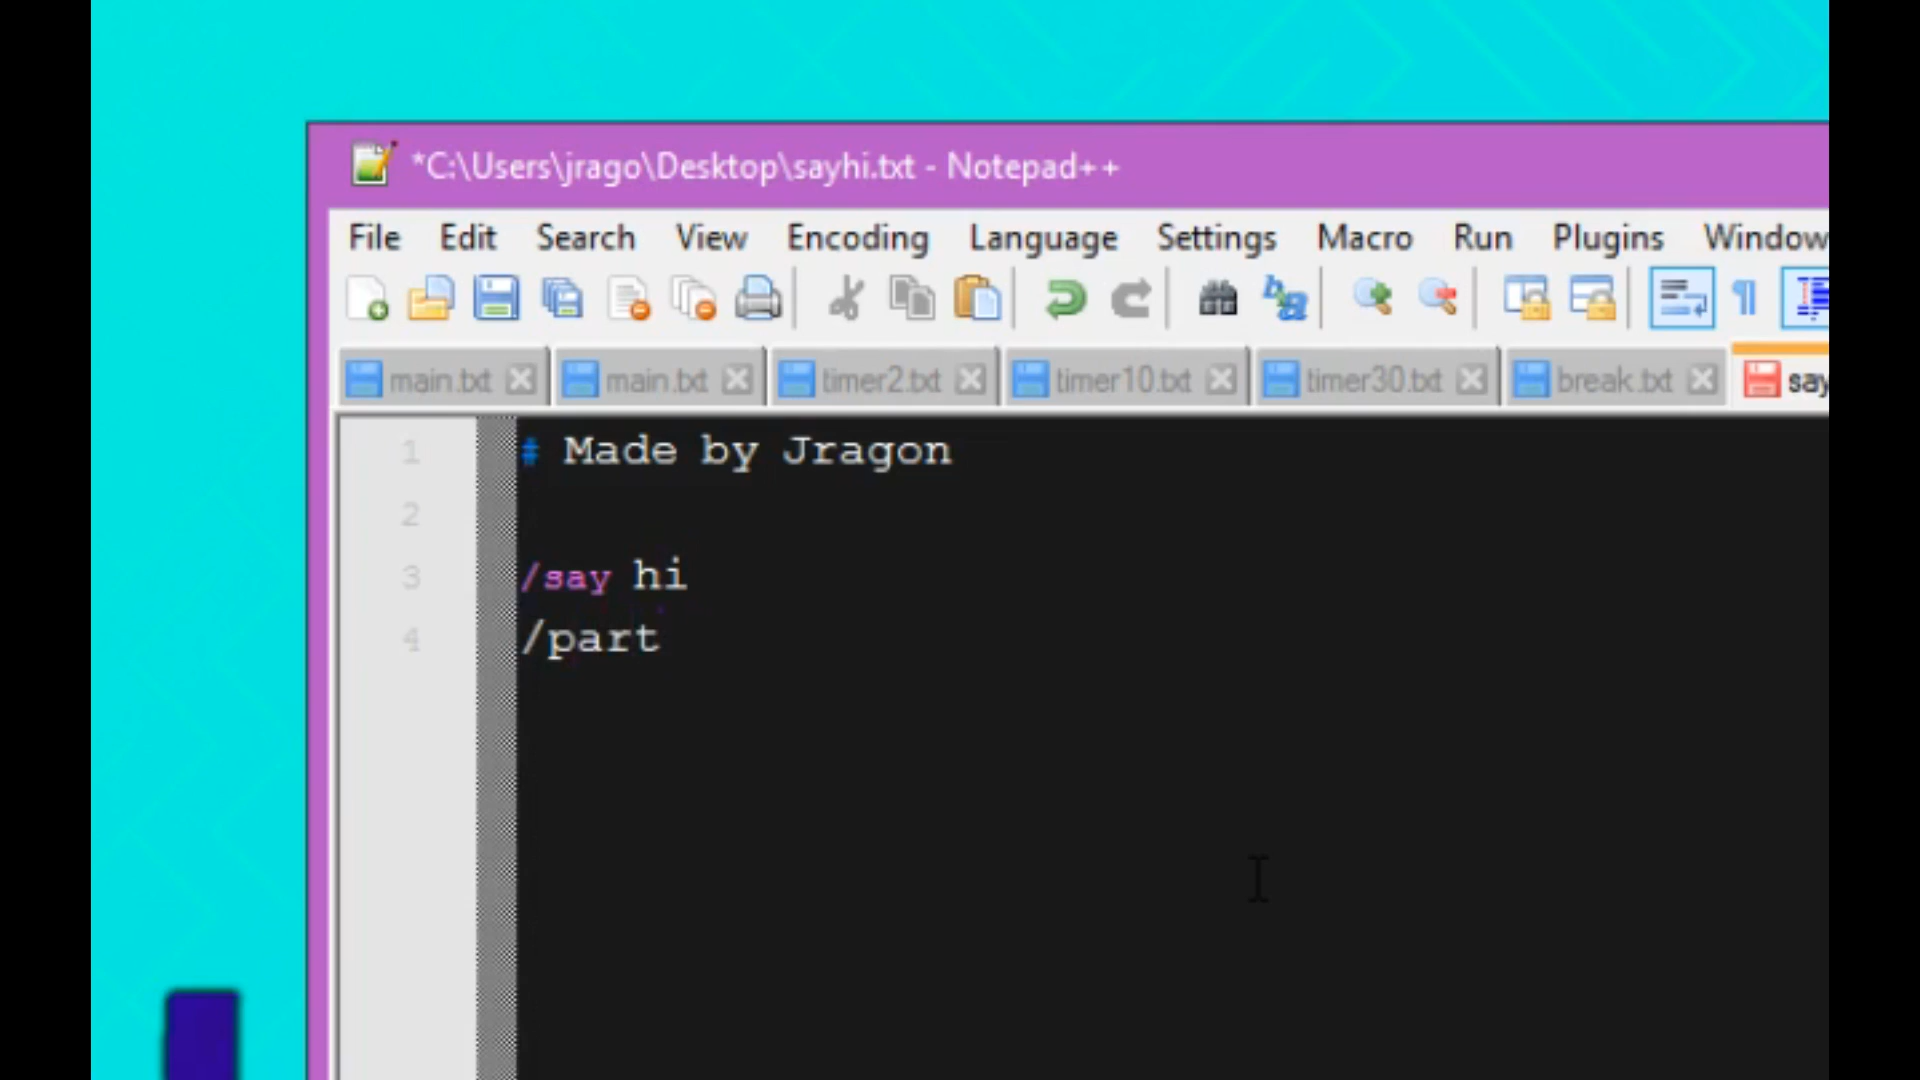 *C:\Users\jrago\Desktop\sayhi.txt - Notepad++
File Edit Search View Encoding Language Settings Macro Run Plugins Window
main.txt main.txt timer2.txt timer10.txt timer30.txt break.txt say
1 # Made by Jragon
2
3 /say hi
4 /part